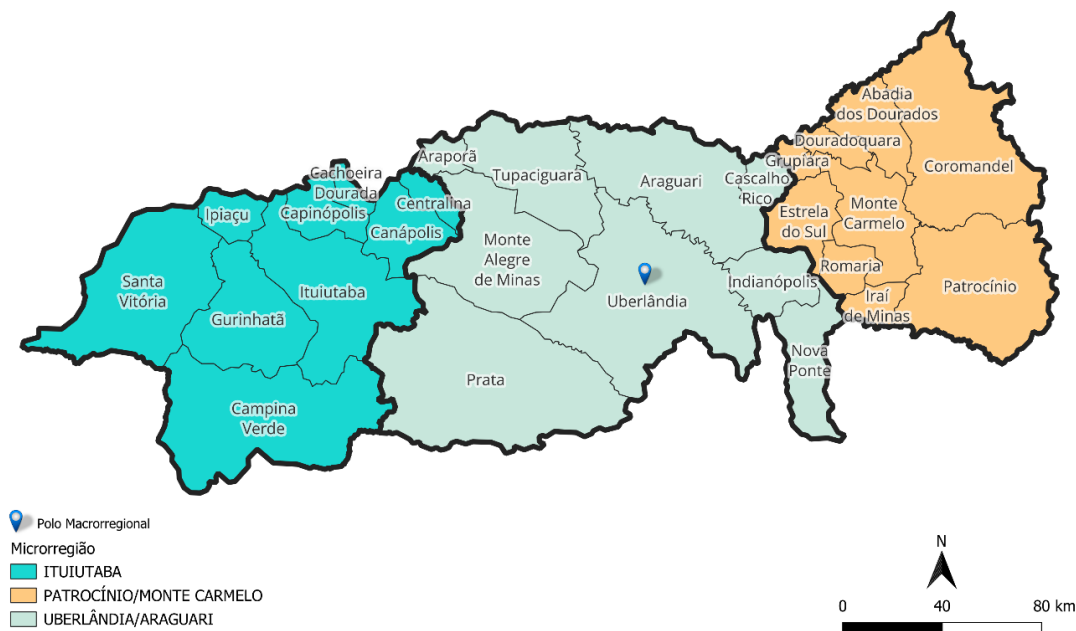 Abadia
dos Dourados
Douradoquara
Grupiara
Coromandel
Araporã
Tupaciguara
Araguari
Cascalho
Rico
Cachoeira
Dourada
Ipiaçu
Capinópolis
Centralina
Canápolis
Estrela
do Sul
Monte
Carmelo
Monte
Alegre
de Minas
Santa
Vitória
Ituiutaba
Gurinhatã
Uberlândia
Indianópolis
Romaria
Iraí
de Minas
Patrocínio
Nova
Ponte
Prata
Campina
Verde
Polo Macrorregional
Microrregião
ITUIUTABA
PATROCÍNIO/MONTE CARMELO
UBERLÂNDIA/ARAGUARI
N
0 40 80 km